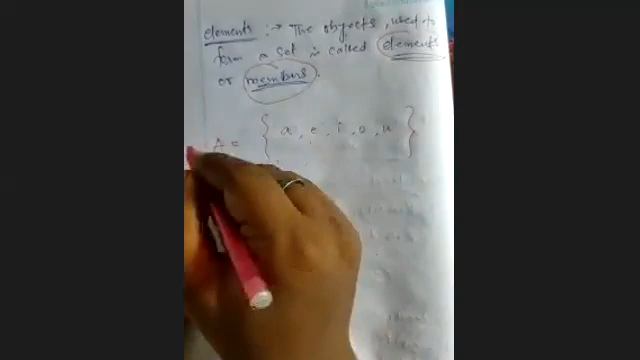 elements :→ The objects, used to
form a set is called elements
or members.
A = { a, e, i, o, u }